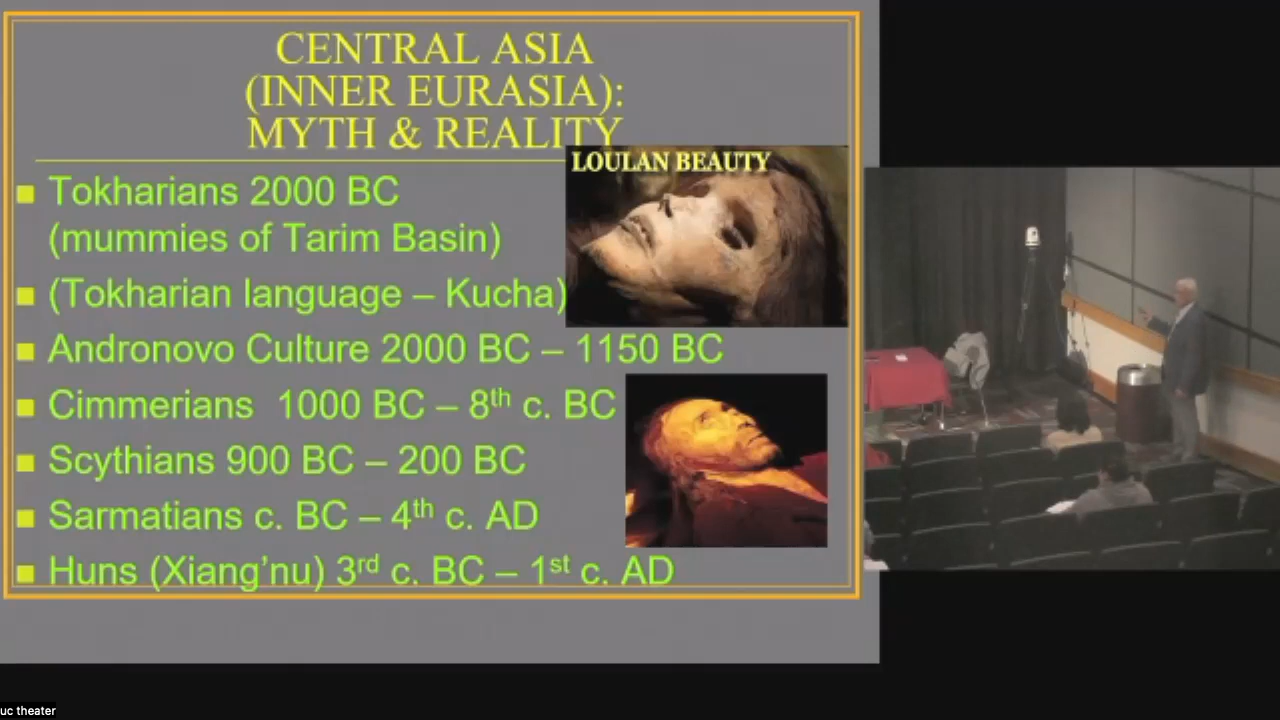 CENTRAL ASIA
(INNER EURASIA):
MYTH & REALITY
LOULAN BEAUTY
■ Tokharians 2000 BC
(mummies of Tarim Basin)
■ (Tokharian language – Kucha)
■ Andronovo Culture 2000 BC – 1150 BC
■ Cimmerians 1000 BC – 8th c. BC
■ Scythians 900 BC – 200 BC
■ Sarmatians c. BC – 4th c. AD
■ Huns (Xiang'nu) 3rd c. BC – 1st c. AD
uc theater